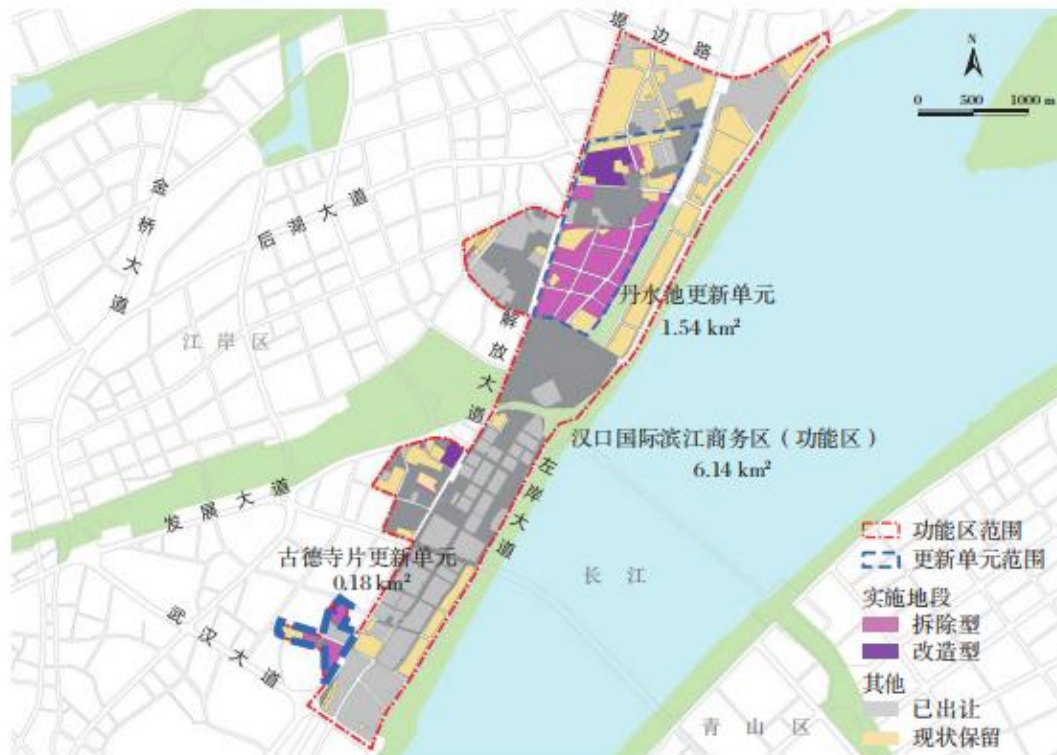 堤边路
N
0 500 1000 m
金桥大道
后湖大道
丹水池更新单元
1.54 km²
江岸区
解放大道
汉口国际滨江商务区（功能区）
6.14 km²
左岸大道
发展大道
古德寺片更新单元
0.18 km²
长江
武汉大道
青山区
功能区范围
更新单元范围
实施地段
拆除型
改造型
其他
已出让
现状保留